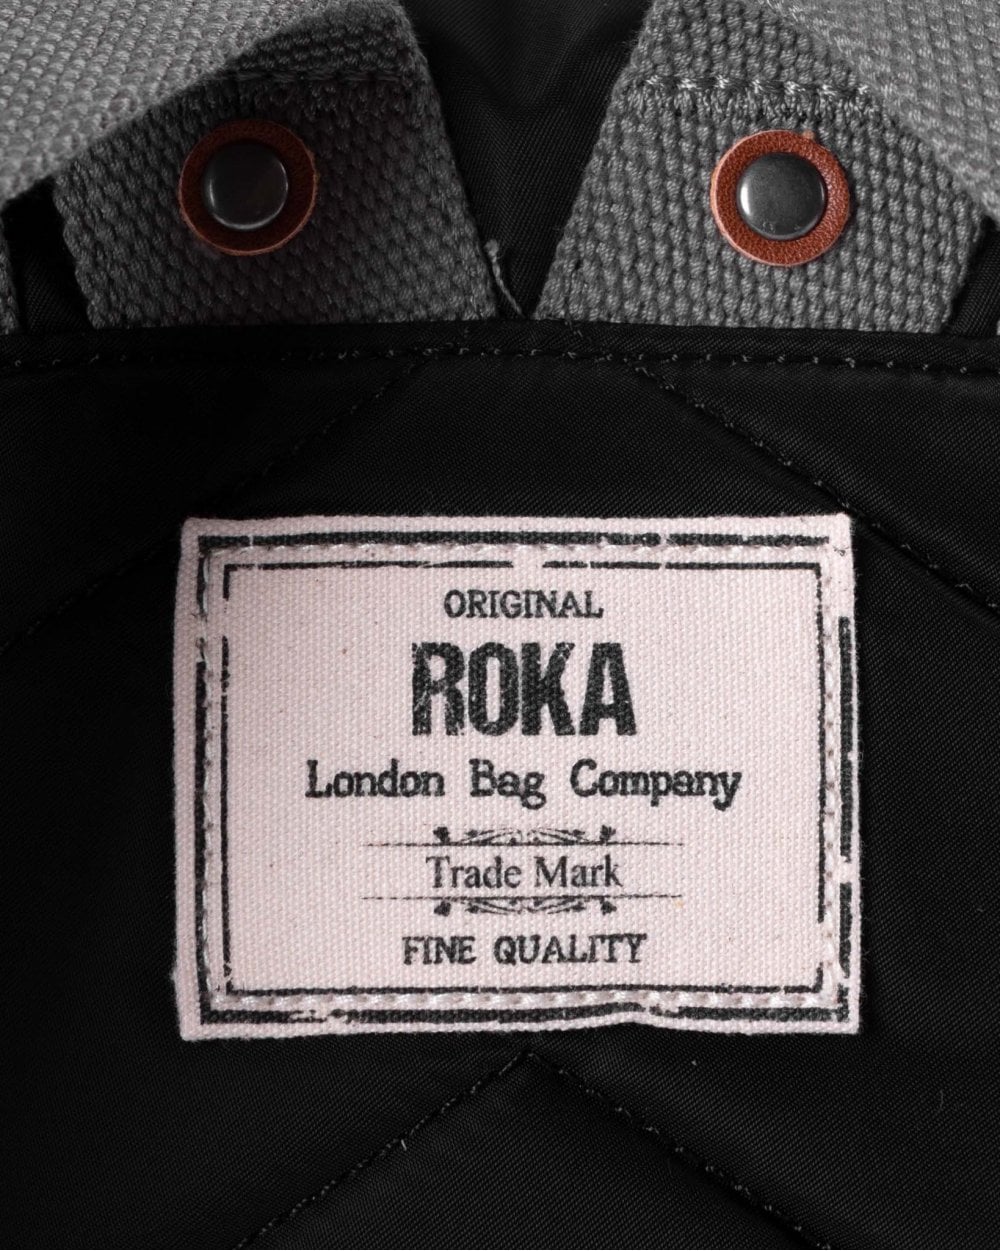 ORIGINAL
ROKA
London Bag Company
Trade Mark
FINE QUALITY